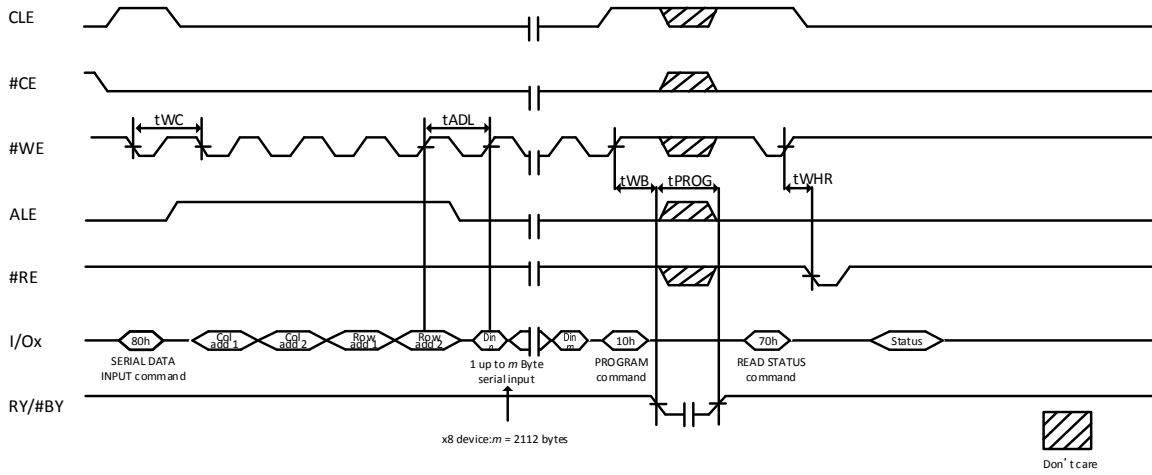 CLE
#CE
tWC
tADL
#WE
tWB
tPROG
tWHR
ALE
#RE
I/Ox
80h
Col
add 1
Col
add 2
Row
add 1
Row
add 2
Din
n
Din
m
10h
70h
Status
SERIAL DATA
INPUT command
1 up to m Byte
serial input
PROGRAM
command
READ STATUS
command
RY/#BY
x8 device:m = 2112 bytes
Don't care